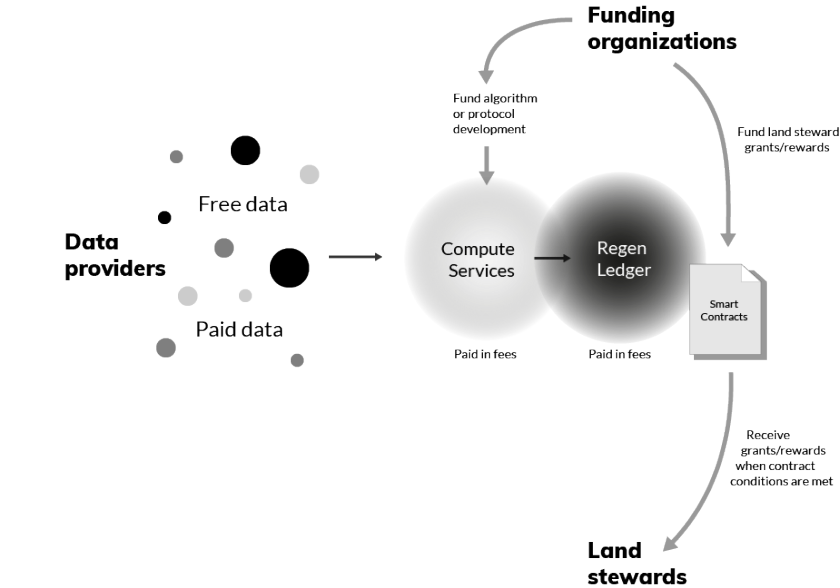 Funding
organizations
Fund algorithm
or protocol
development
Fund land steward
grants/rewards
Free data
Data
providers
Paid data
Compute
Services
Regen
Ledger
Smart
Contracts
Paid in fees
Paid in fees
Receive
grants/rewards
when contract
conditions are met
Land
stewards